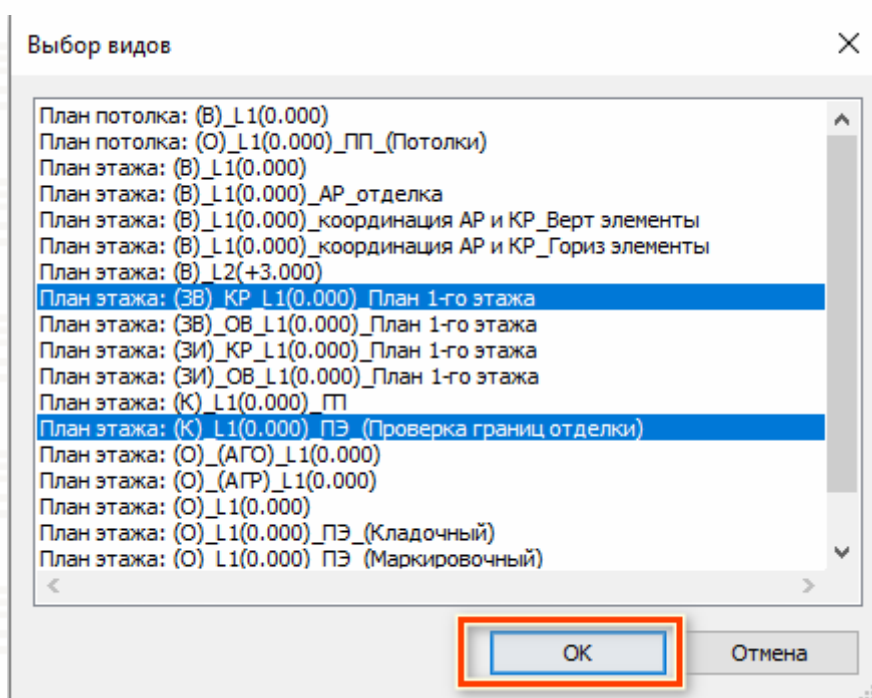 Выбор видов
План потолка: (В)_L1(0.000)
План потолка: (О)_L1(0.000)_ПП_(Потолки)
План этажа: (В)_L1(0.000)
План этажа: (В)_L1(0.000)_АР_отделка
План этажа: (В)_L1(0.000)_координация АР и КР_Верт элементы
План этажа: (В)_L1(0.000)_координация АР и КР_Гориз элементы
План этажа: (В)_L2(+3.000)
План этажа: (ЗВ)_КР_L1(0.000)_План 1-го этажа
План этажа: (ЗВ)_ОВ_L1(0.000)_План 1-го этажа
План этажа: (ЗИ)_КР_L1(0.000)_План 1-го этажа
План этажа: (ЗИ)_ОВ_L1(0.000)_План 1-го этажа
План этажа: (К)_L1(0.000)_ГП
План этажа: (К)_L1(0.000)_ПЭ_(Проверка границ отделки)
План этажа: (О)_(АГО)_L1(0.000)
План этажа: (О)_(АГР)_L1(0.000)
План этажа: (О)_L1(0.000)
План этажа: (О)_L1(0.000)_ПЭ_(Кладочный)
План этажа: (О)_L1(0.000)_ПЭ_(Маркировочный)
ОК
Отмена